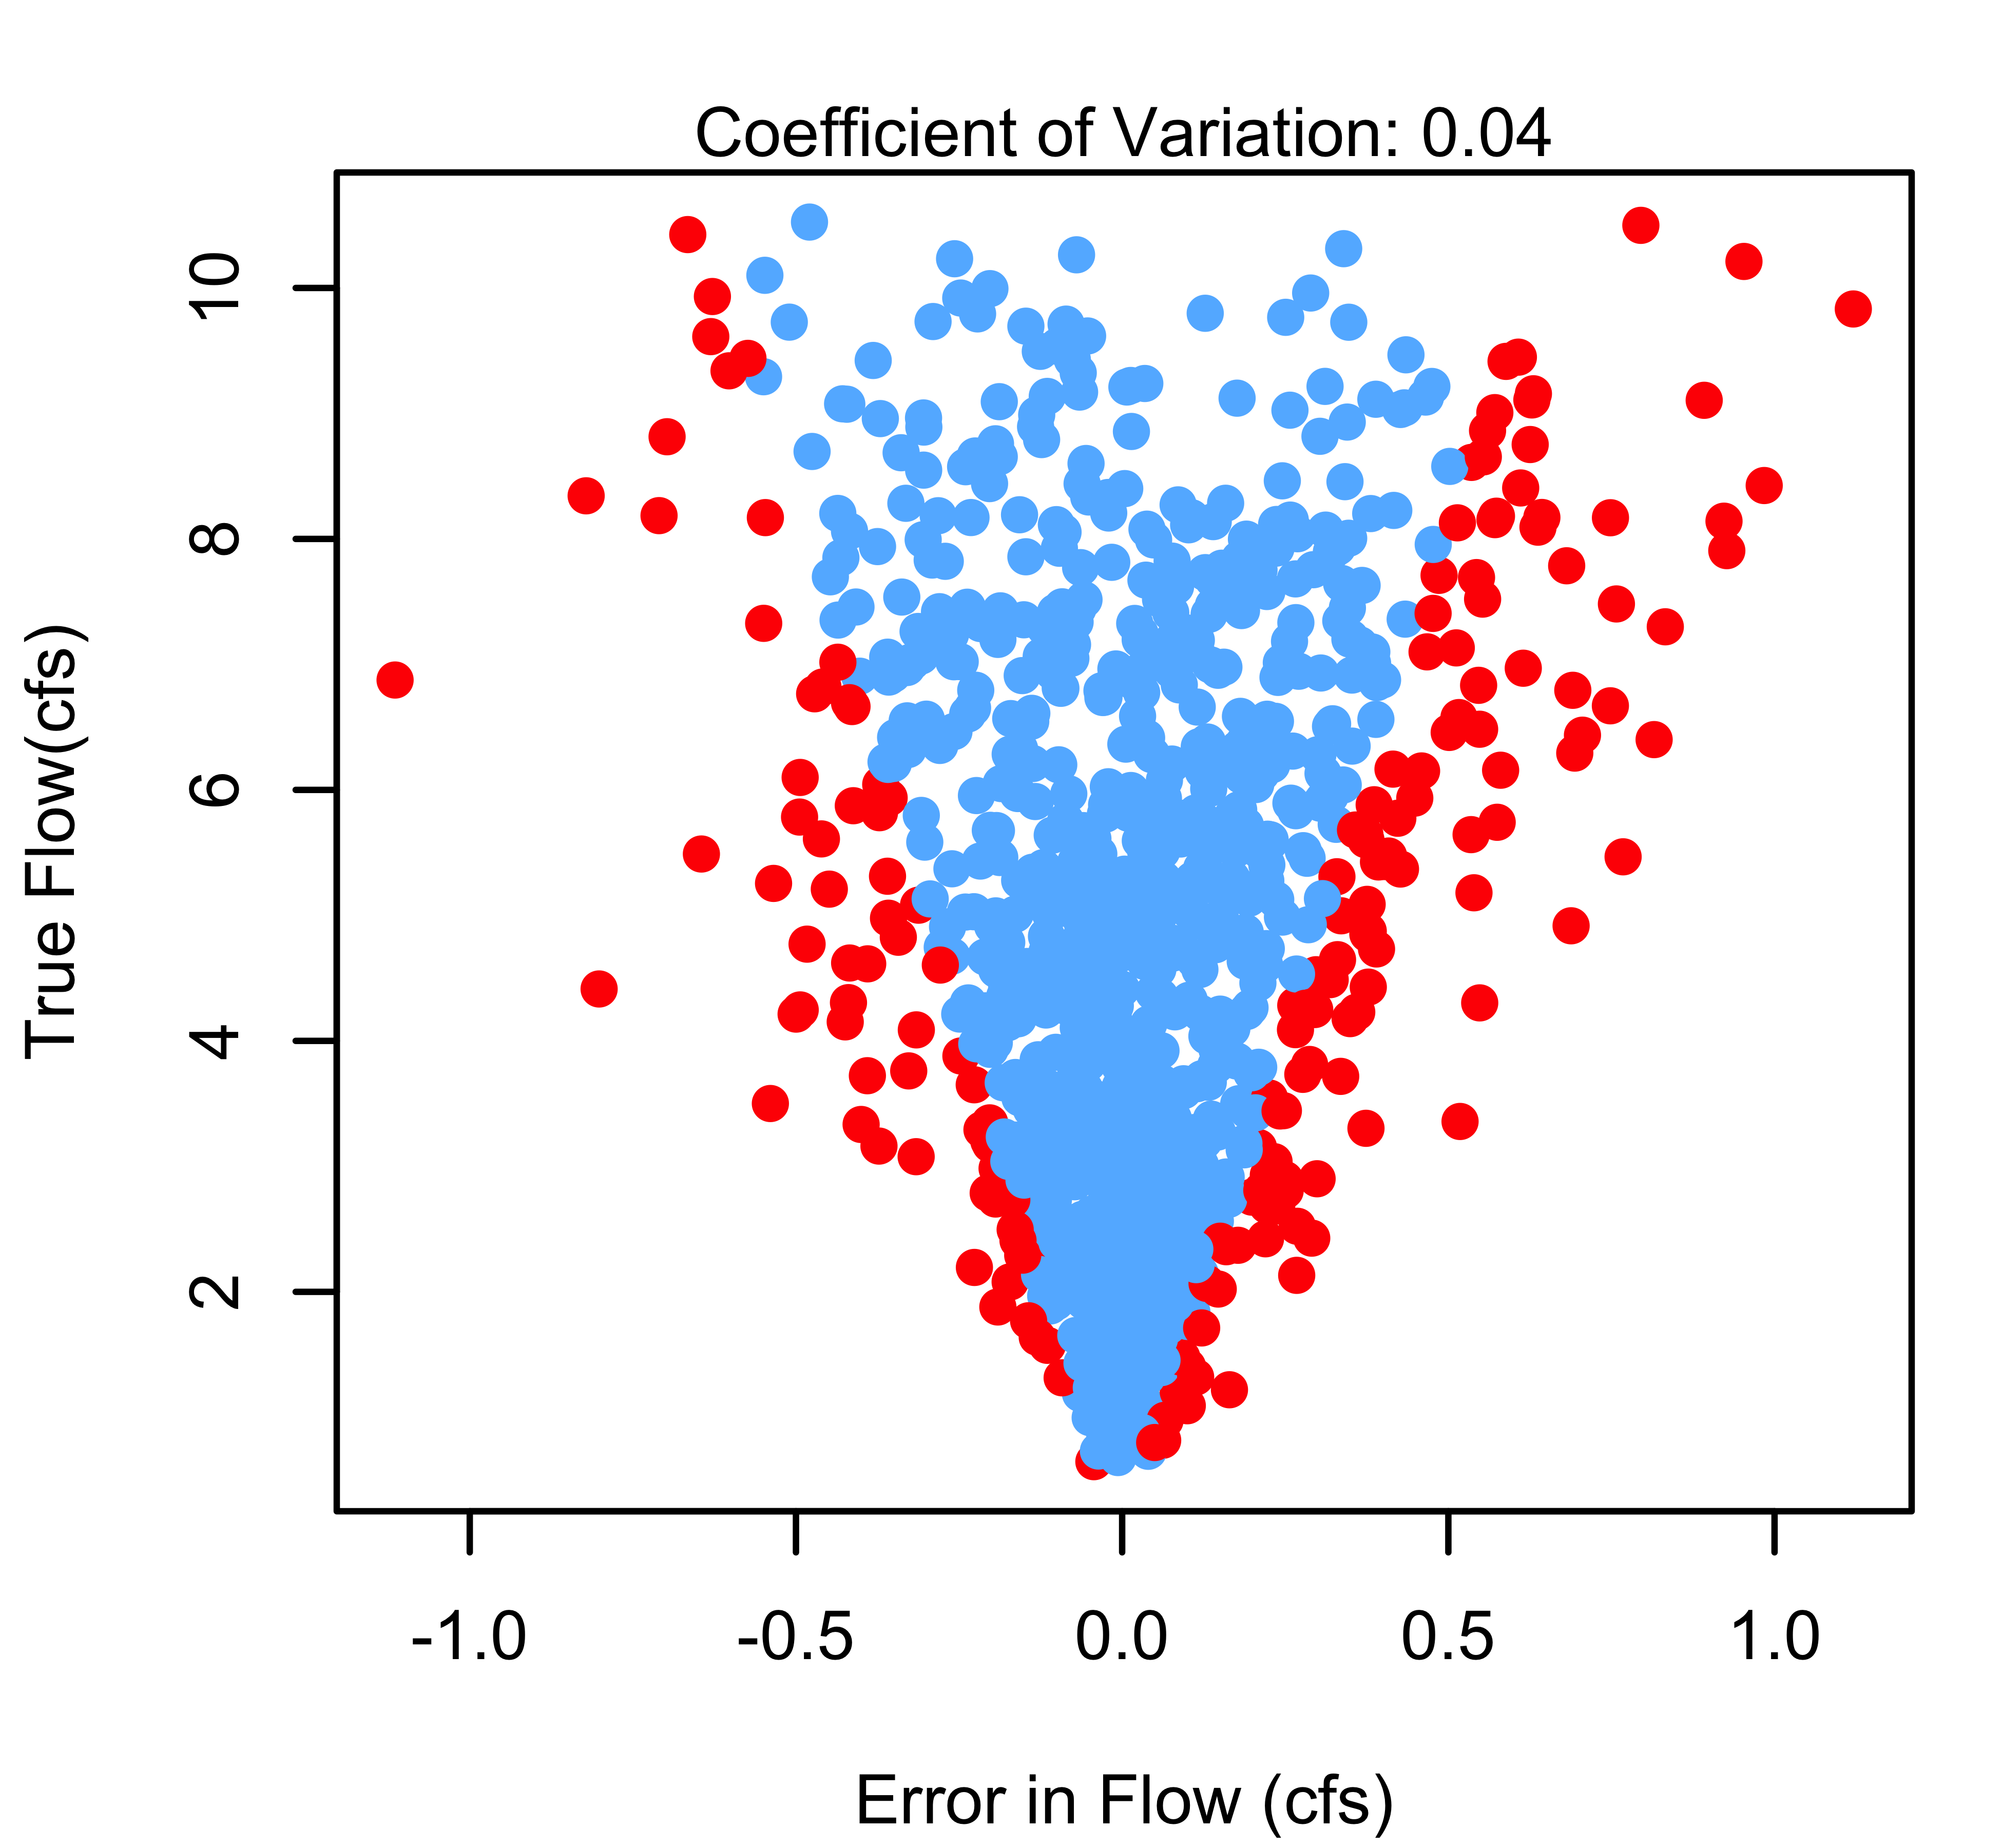 Coefficient of Variation: 0.04
True Flow (cfs)
10
8
6
4
2
-1.0 -0.5 0.0 0.5 1.0
Error in Flow (cfs)